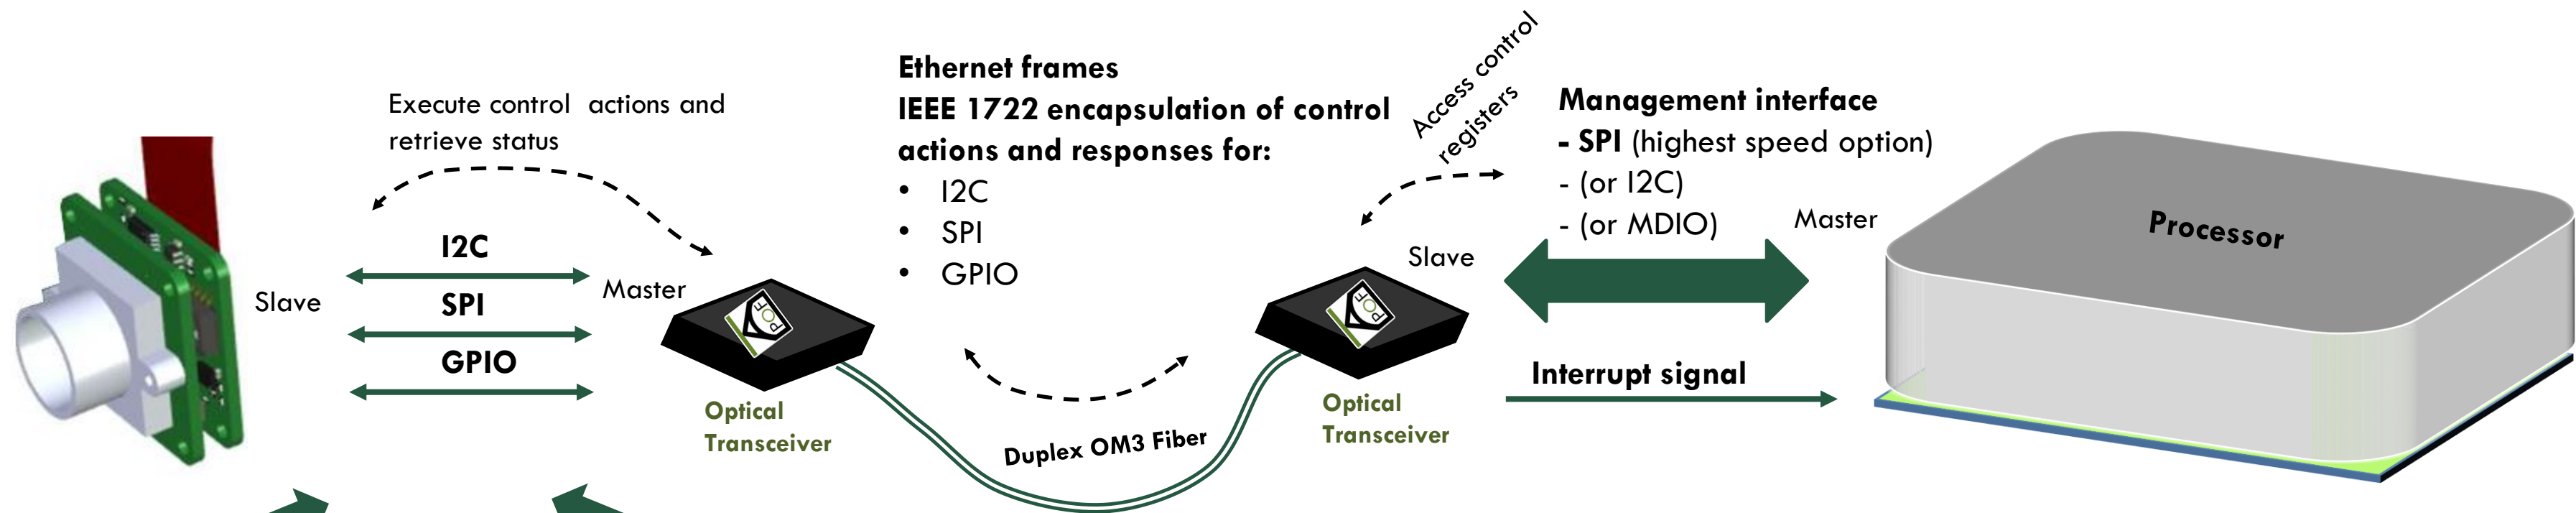 Execute control actions and
retrieve status
I2C
SPI
GPIO
Slave
Master
POF
Optical
Transceiver
Ethernet frames
IEEE 1722 encapsulation of control
actions and responses for:
• I2C
• SPI
• GPIO
Duplex OM3 Fiber
Access control
registers
POF
Optical
Transceiver
Slave
Management interface
- SPI (highest speed option)
- (or I2C)
- (or MDIO)
Master
Interrupt signal
Processor